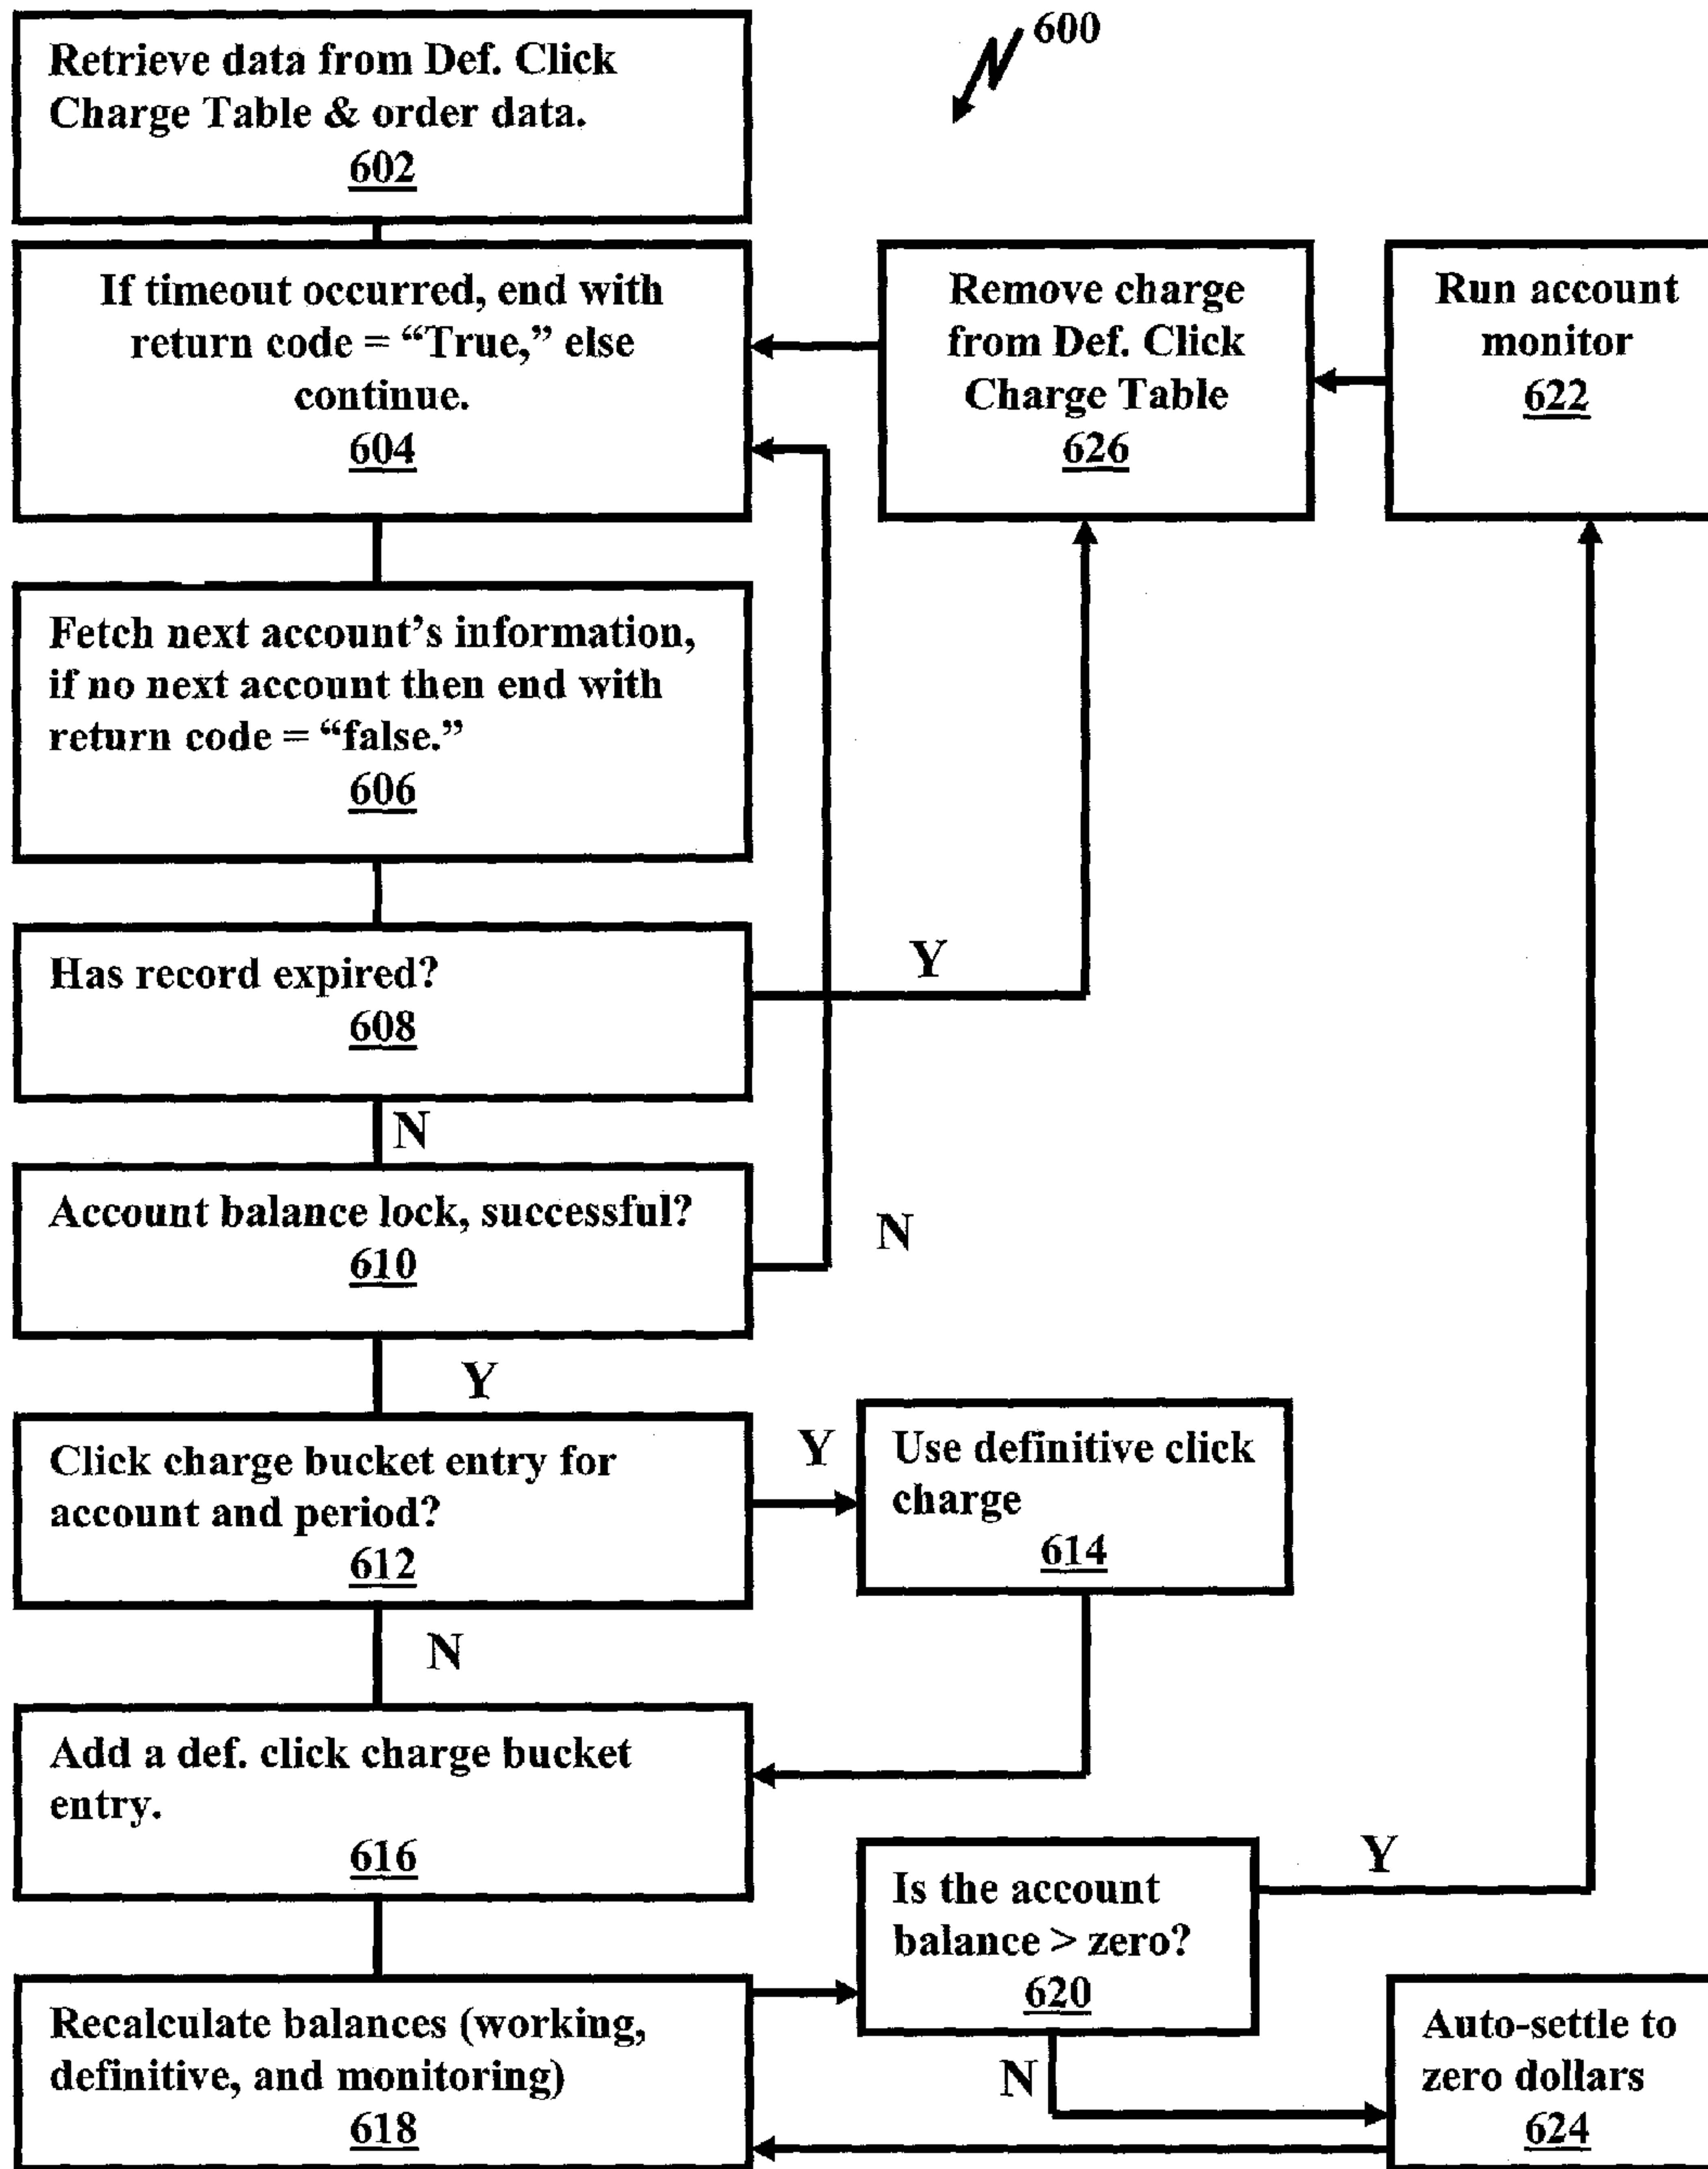 600
Retrieve data from Def. Click
Charge Table & order data.
602
If timeout occurred, end with
return code = “True,” else
continue.
604
Remove charge
from Def. Click
Charge Table
626
Run account
monitor
622
Fetch next account’s information,
if no next account then end with
return code = “false.”
606
Has record expired?
608
Y
N
Account balance lock, successful?
610
N
Y
Click charge bucket entry for
account and period?
612
Y
Use definitive click
charge
614
N
Add a def. click charge bucket
entry.
616
Is the account
balance > zero?
620
Y
N
Recalculate balances (working,
definitive, and monitoring)
618
Auto-settle to
zero dollars
624